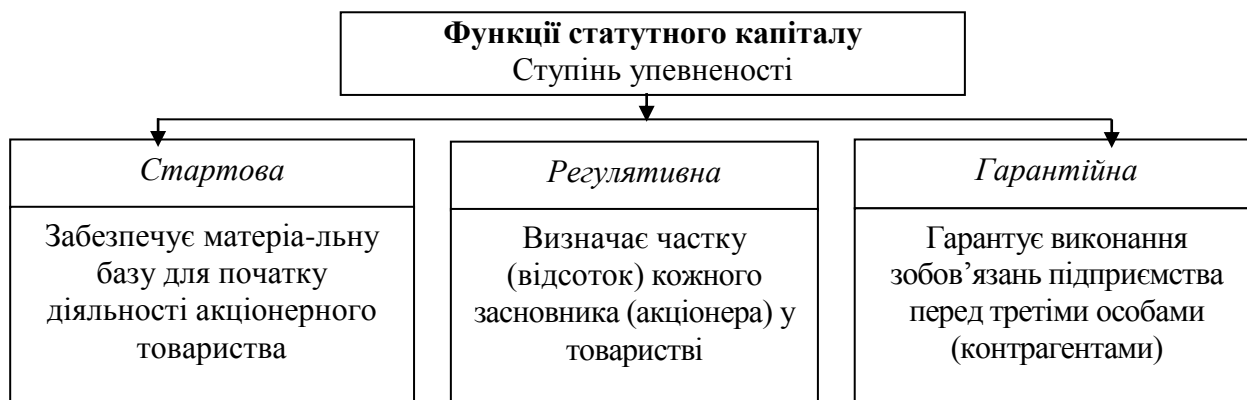 Функції статутного капіталу
Ступінь упевненості
Стартова
Забезпечує матеріа-льну
базу для початку
діяльності акціонерного
товариства
Регулятивна
Визначає частку
(відсоток) кожного
засновника (акціонера) у
товаристві
Гарантійна
Гарантує виконання
зобов’язань підприємства
перед третіми особами
(контрагентами)